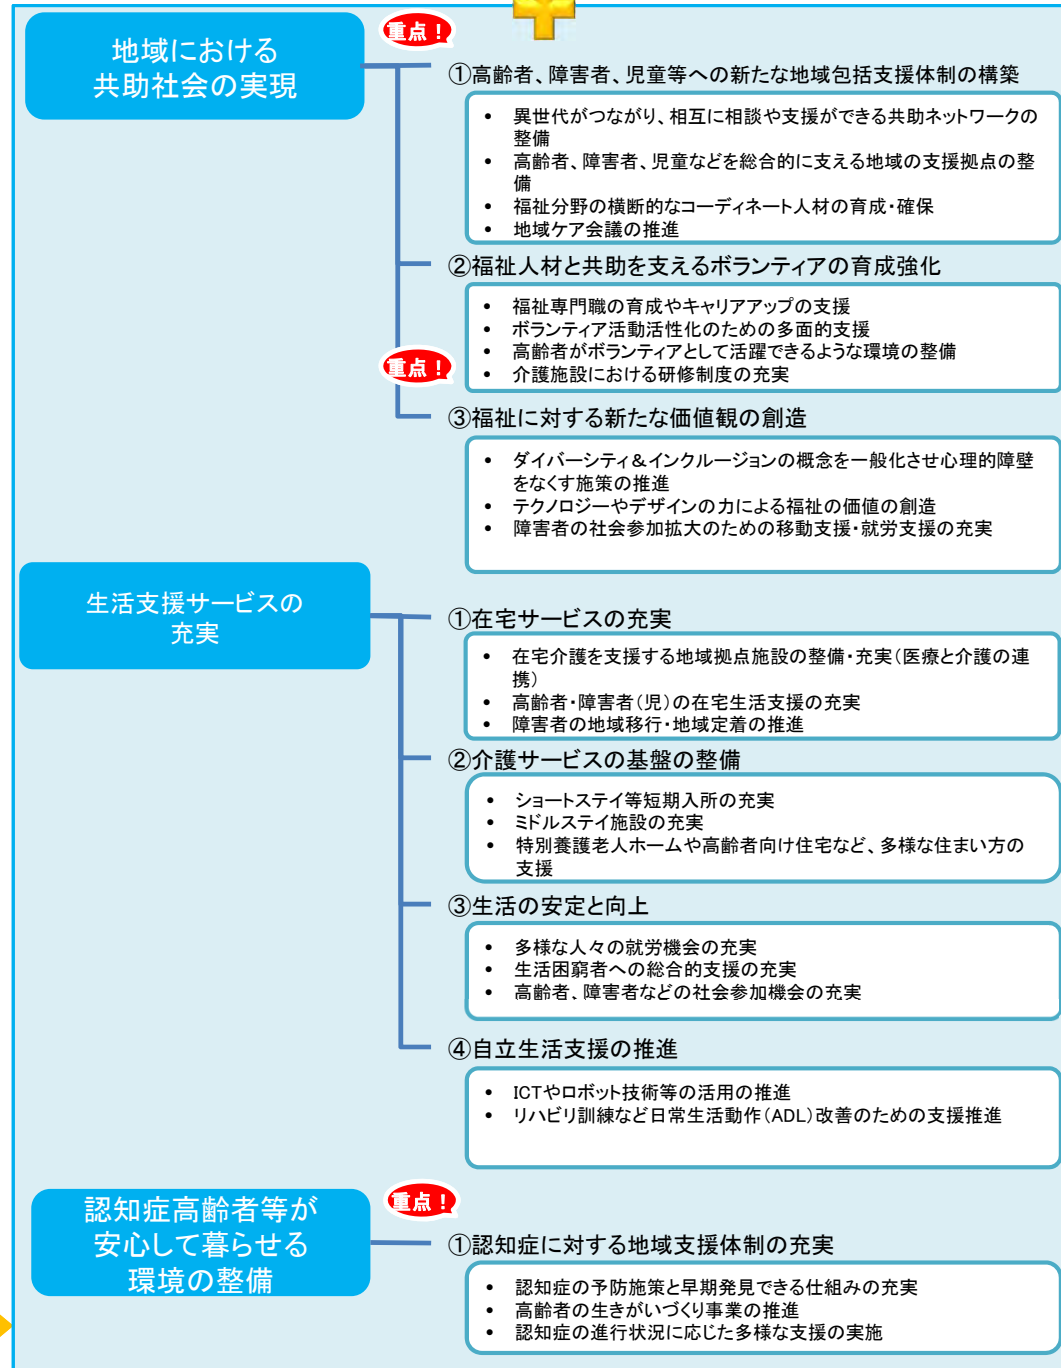 地域における
共助社会の実現
重点！
①高齢者、障害者、児童等への新たな地域包括支援体制の構築
• 異世代がつながり、相互に相談や支援ができる共助ネットワークの
整備
• 高齢者、障害者、児童などを総合的に支える地域の支援拠点の整
備
• 福祉分野の横断的なコーディネート人材の育成・確保
• 地域ケア会議の推進
②福祉人材と共助を支えるボランティアの育成強化
• 福祉専門職の育成やキャリアアップの支援
• ボランティア活動活性化のための多面的支援
• 高齢者がボランティアとして活躍できるような環境の整備
• 介護施設における研修制度の充実
重点！
③福祉に対する新たな価値観の創造
• ダイバーシティ＆インクルージョンの概念を一般化させ心理的障壁
をなくす施策の推進
• テクノロジーやデザインの力による福祉の価値の創造
• 障害者の社会参加拡大のための移動支援・就労支援の充実
生活支援サービスの
充実
①在宅サービスの充実
• 在宅介護を支援する地域拠点施設の整備・充実（医療と介護の連
携）
• 高齢者・障害者（児）の在宅生活支援の充実
• 障害者の地域移行・地域定着の推進
②介護サービスの基盤の整備
• ショートステイ等短期入所の充実
• ミドルステイ施設の充実
• 特別養護老人ホームや高齢者向け住宅など、多様な住まい方の
支援
③生活の安定と向上
• 多様な人々の就労機会の充実
• 生活困窮者への総合的支援の充実
• 高齢者、障害者などの社会参加機会の充実
④自立生活支援の推進
• ICTやロボット技術等の活用の推進
• リハビリ訓練など日常生活動作（ADL）改善のための支援推進
認知症高齢者等が
安心して暮らせる
環境の整備
重点！
①認知症に対する地域支援体制の充実
• 認知症の予防施策と早期発見できる仕組みの充実
• 高齢者の生きがいづくり事業の推進
• 認知症の進行状況に応じた多様な支援の実施